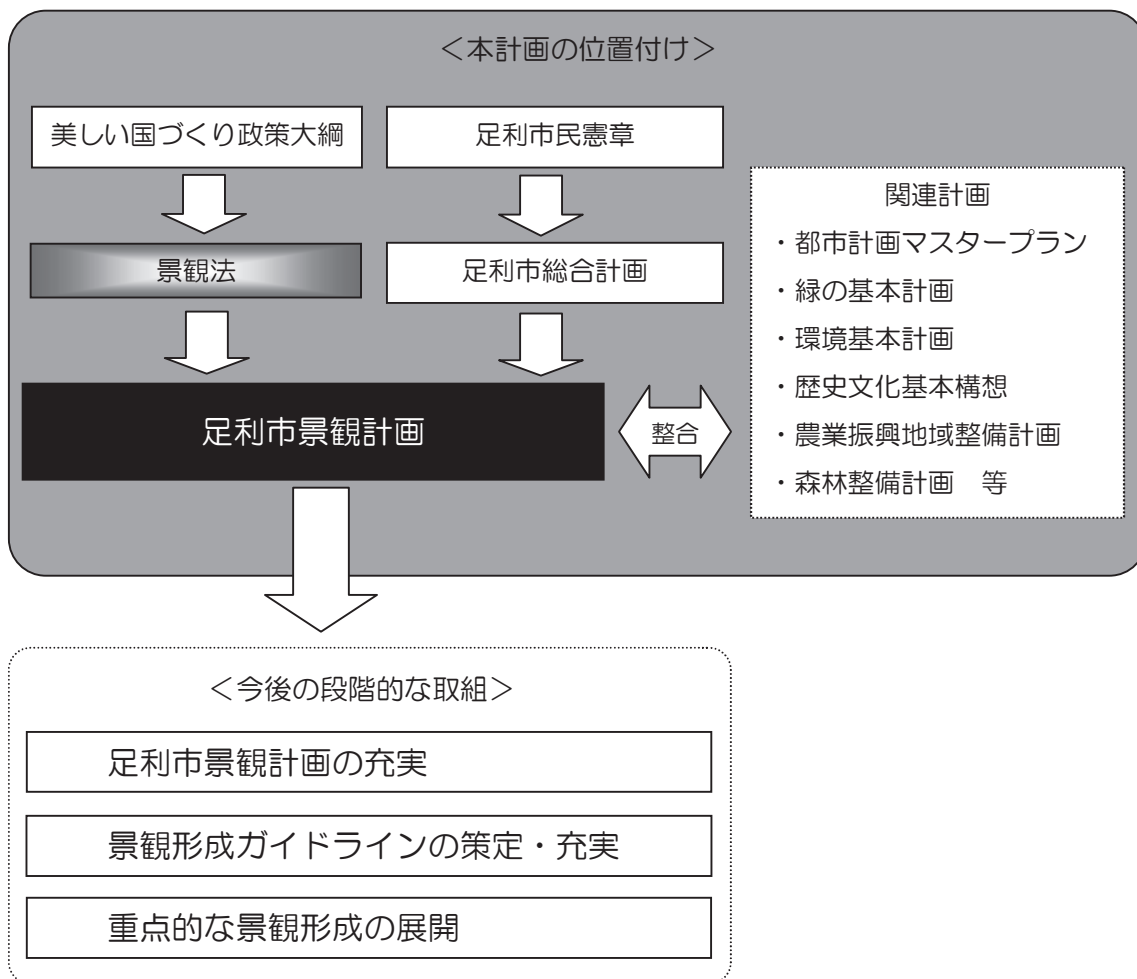 ＜本計画の位置付け＞
美しい国づくり政策大綱
足利市民憲章
景観法
足利市総合計画
足利市景観計画
整合
関連計画
・都市計画マスタープラン
・緑の基本計画
・環境基本計画
・歴史文化基本構想
・農業振興地域整備計画
・森林整備計画　等
＜今後の段階的な取組＞
足利市景観計画の充実
景観形成ガイドラインの策定・充実
重点的な景観形成の展開